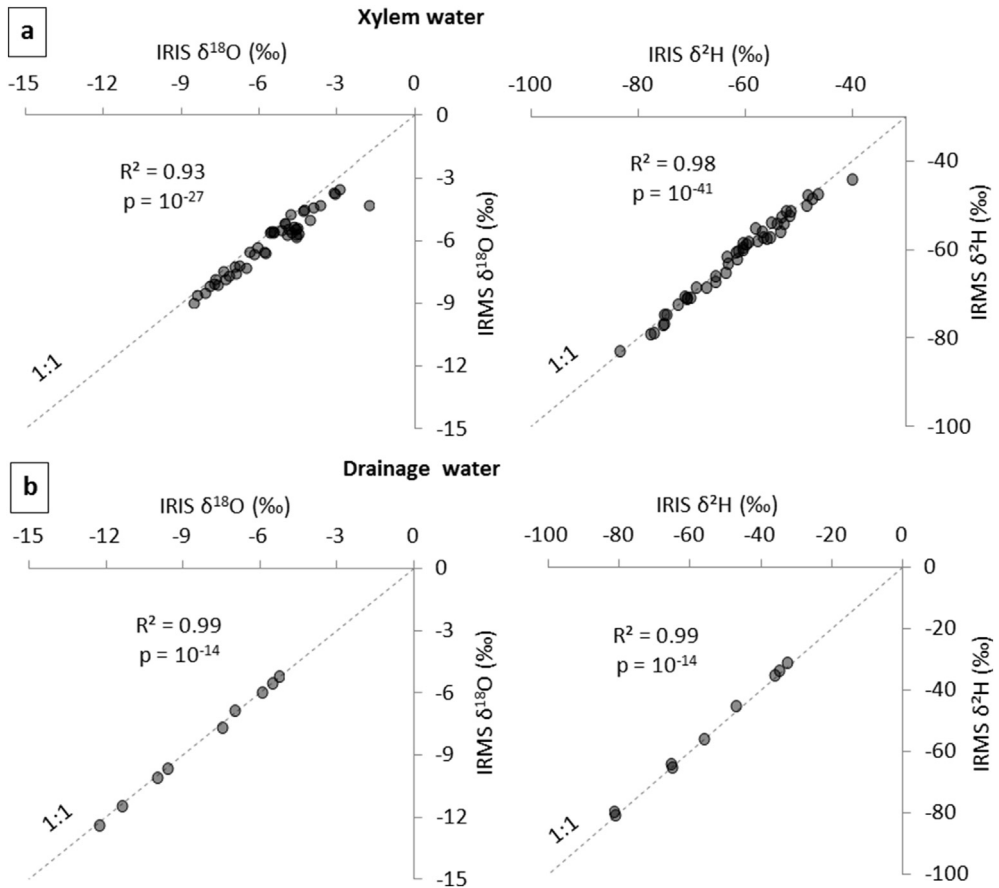 a
Xylem water
IRIS δ¹⁸O (‰)
-15 -12 -9 -6 -3 0
0
-3
-6
-9
-12
-15
IRMS δ¹⁸O (‰)
R² = 0.93
p = 10⁻²⁷
1:1
IRIS δ²H (‰)
-100 -80 -60 -40
-40
-60
-80
-100
IRMS δ²H (‰)
R² = 0.98
p = 10⁻⁴¹
1:1
b
Drainage water
IRIS δ¹⁸O (‰)
-15 -12 -9 -6 -3 0
0
-3
-6
-9
-12
-15
IRMS δ¹⁸O (‰)
R² = 0.99
p = 10⁻¹⁴
1:1
IRIS δ²H (‰)
-100 -80 -60 -40 -20 0
0
-20
-40
-60
-80
-100
IRMS δ²H (‰)
R² = 0.99
p = 10⁻¹⁴
1:1